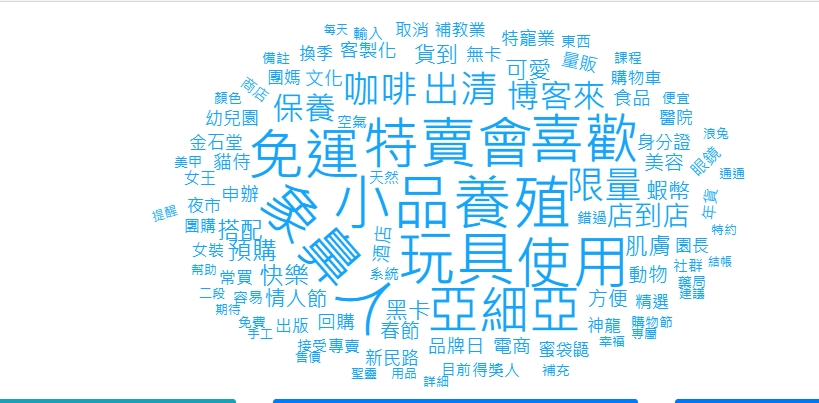 每天 輸入 取消 補教業
特寵業 東西
備註 換季 客製化 貨到 無卡
可愛 量販 課程
團媽 文化 咖啡 出清
購物車
商店 保養 博客來 食品 便宜
顏色
幼兒園 空氣 醫院
免運 特賣會 喜歡
金石堂 身分證 浪兔
美甲 貓侍 美容 眼鏡
女王 天然 限量 通通
申辦 小品養殖 蝦幣
提醒 夜市 象量 錯過 店到店 年貨
團購 搭配 酒店 特約
女裝 預購 玩具 使用 肌膚 園長
幫助 常買 快樂 系統 動物 社群 結帳
藥局
二段 容易 情人節 丫 黑卡 亞細亞 方便 精選 建議
期待
免費 出版 回購 春節 神龍 購物節
手工 專屬
接受 專賣 品牌日 電商 蜜袋鼯 幸福
售價 新民路
聖靈 用品 目前 得獎人 補充
詳細